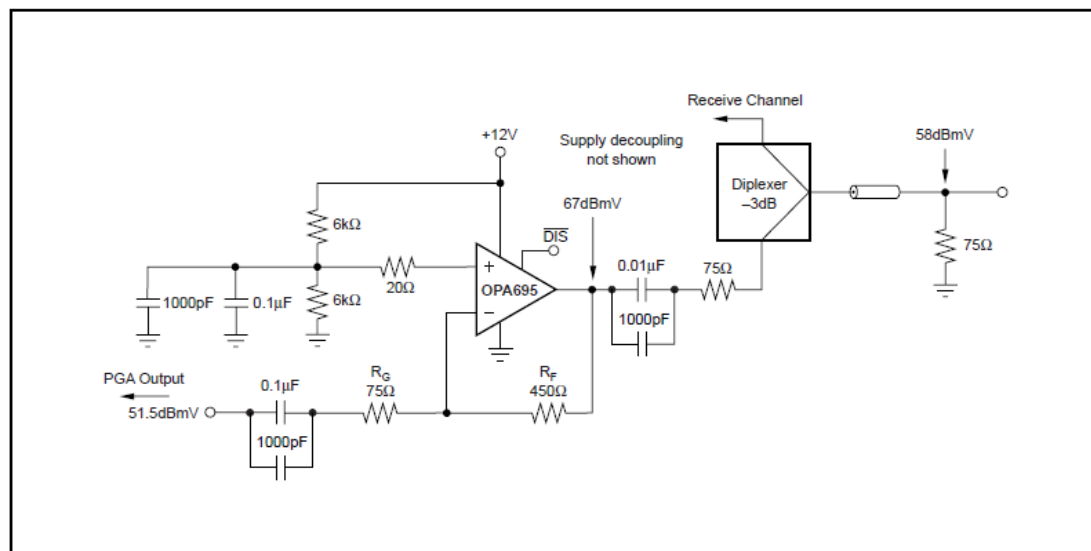 Receive Channel
+12V
Supply decoupling
not shown
58dBmV
Diplexer
–3dB
67dBmV
6kΩ
DIS
75Ω
0.01μF
75Ω
+
OPA695
–
20Ω
1000pF
0.1μF
6kΩ
1000pF
PGA Output
51.5dBmV
0.1μF
RG
75Ω
RF
450Ω
1000pF